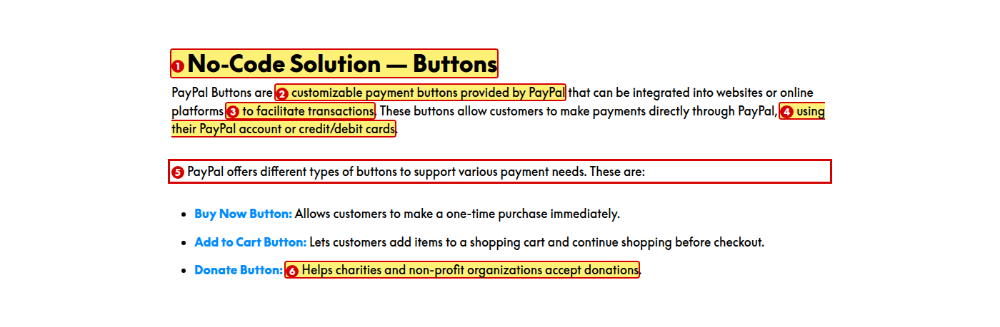 1 No-Code Solution — Buttons
PayPal Buttons are 2 customizable payment buttons provided by PayPal that can be integrated into websites or online
platforms 3 to facilitate transactions. These buttons allow customers to make payments directly through PayPal, 4 using
their PayPal account or credit/debit cards.
5 PayPal offers different types of buttons to support various payment needs. These are:
• Buy Now Button: Allows customers to make a one-time purchase immediately.
• Add to Cart Button: Lets customers add items to a shopping cart and continue shopping before checkout.
• Donate Button: 6 Helps charities and non-profit organizations accept donations.